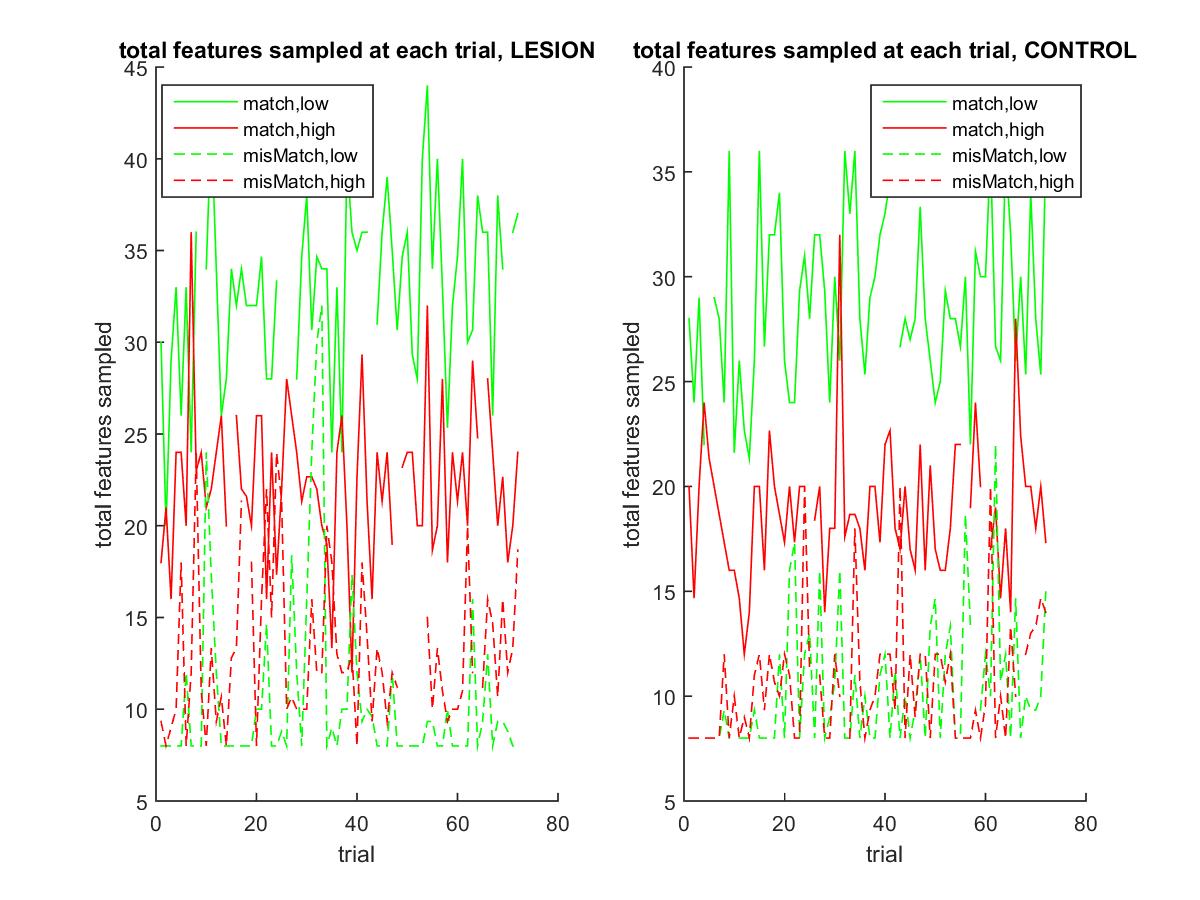 total features sampled at each trial, LESION
45
40
35
30
25
20
15
10
5
0
20
40
60
80
total features sampled
trial
match,low
match,high
misMatch,low
misMatch,high
total features sampled at each trial, CONTROL
40
35
30
25
20
15
10
5
0
20
40
60
80
total features sampled
trial
match,low
match,high
misMatch,low
misMatch,high